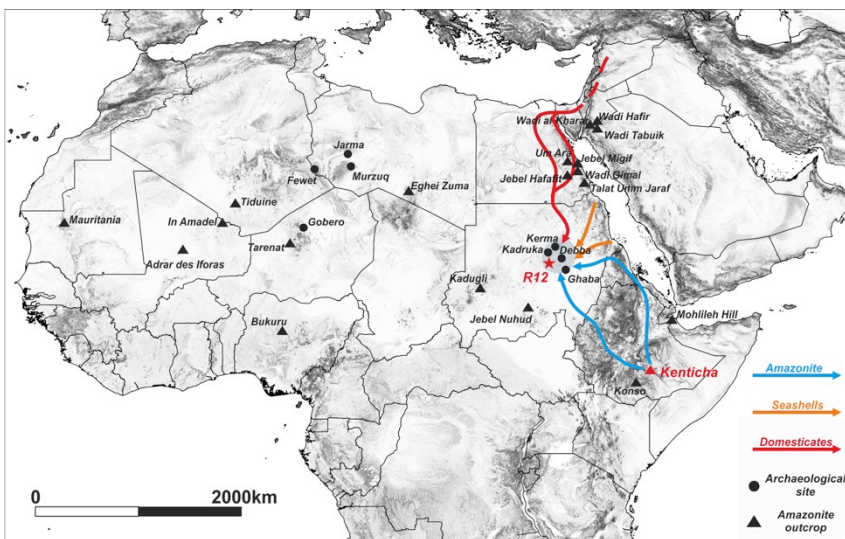 Wadi Hafir
Wadi al Kharar
Wadi Tabuik
Jarma
Um Ara
Jebel Migif
Fewet
Murzuq
Wadi Gimal
Jebel Hafafit
Talat Umm Jaraf
Eghei Zuma
Tiduine
Mauritania
In Amadel
Gobero
Tarenat
Adrar des Iforas
Kerma
Kadruka
Debba
R12
Ghaba
Kadugli
Jebel Nuhud
Mohlileh Hill
Bukuru
Kenticha
Konso
Amazonite
Seashells
Domesticates
Archaeological
site
Amazonite
outcrop
0
2000km